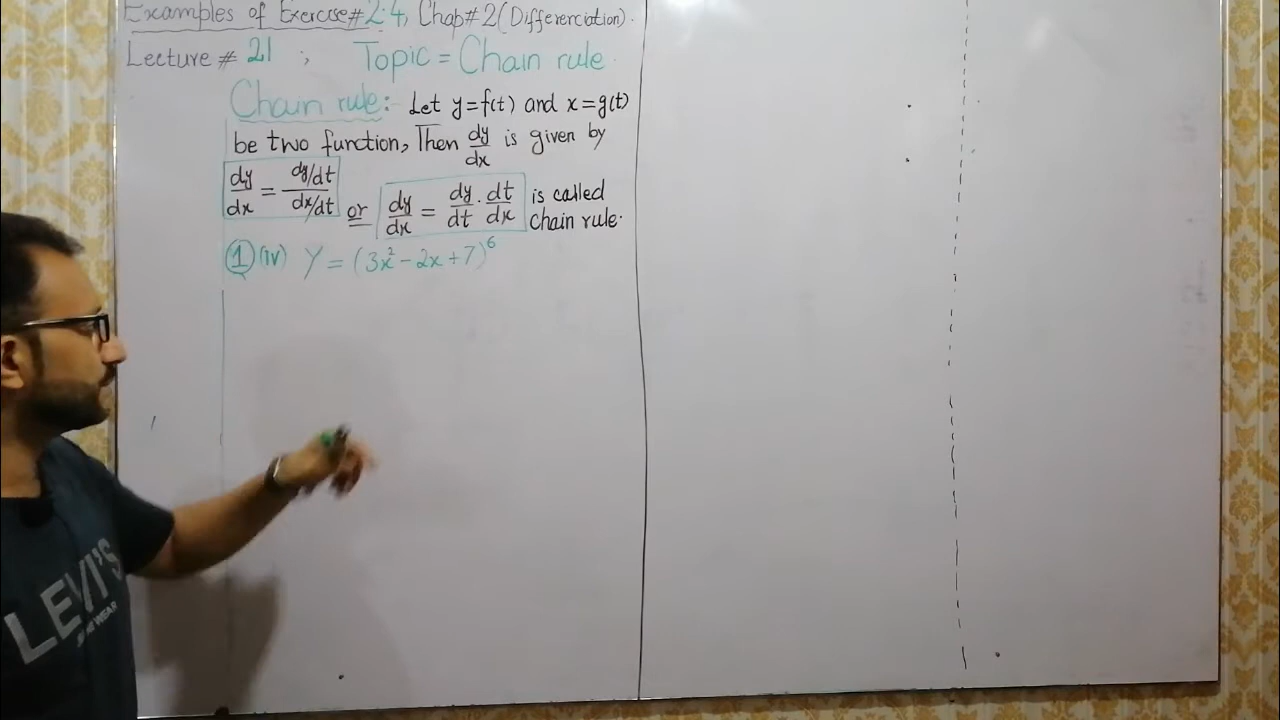 Examples of Exercise# 2.4, Chap# 2 (Differenciation).
Lecture # 21 ; Topic = Chain rule.
Chain rule:- Let y=f(t) and x=g(t)
be two function, Then dy/dx is given by
dy/dx = dy/dt / dx/dt or dy/dx = dy/dt . dt/dx is called
chain rule.
① (iv) Y = (3x² - 2x + 7)⁶
LEVI'S